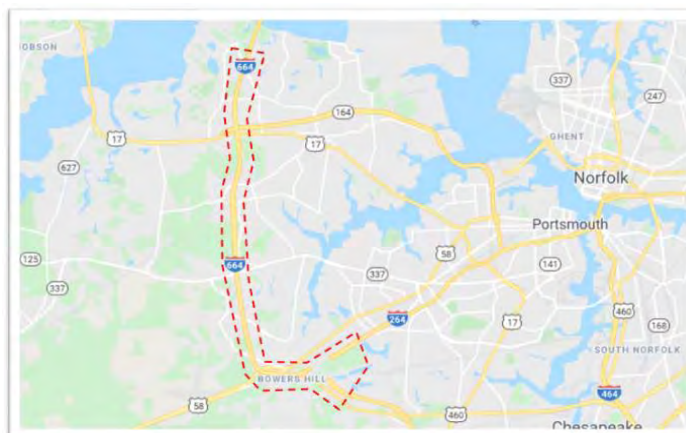 HOBSON
664
337
247
164
17
17
GHENT
627
Norfolk
Portsmouth
58
125
664
337
141
337
264
17
460
168
SOUTH NORFOLK
BOWERS HILL
58
460
464
Chesapeake